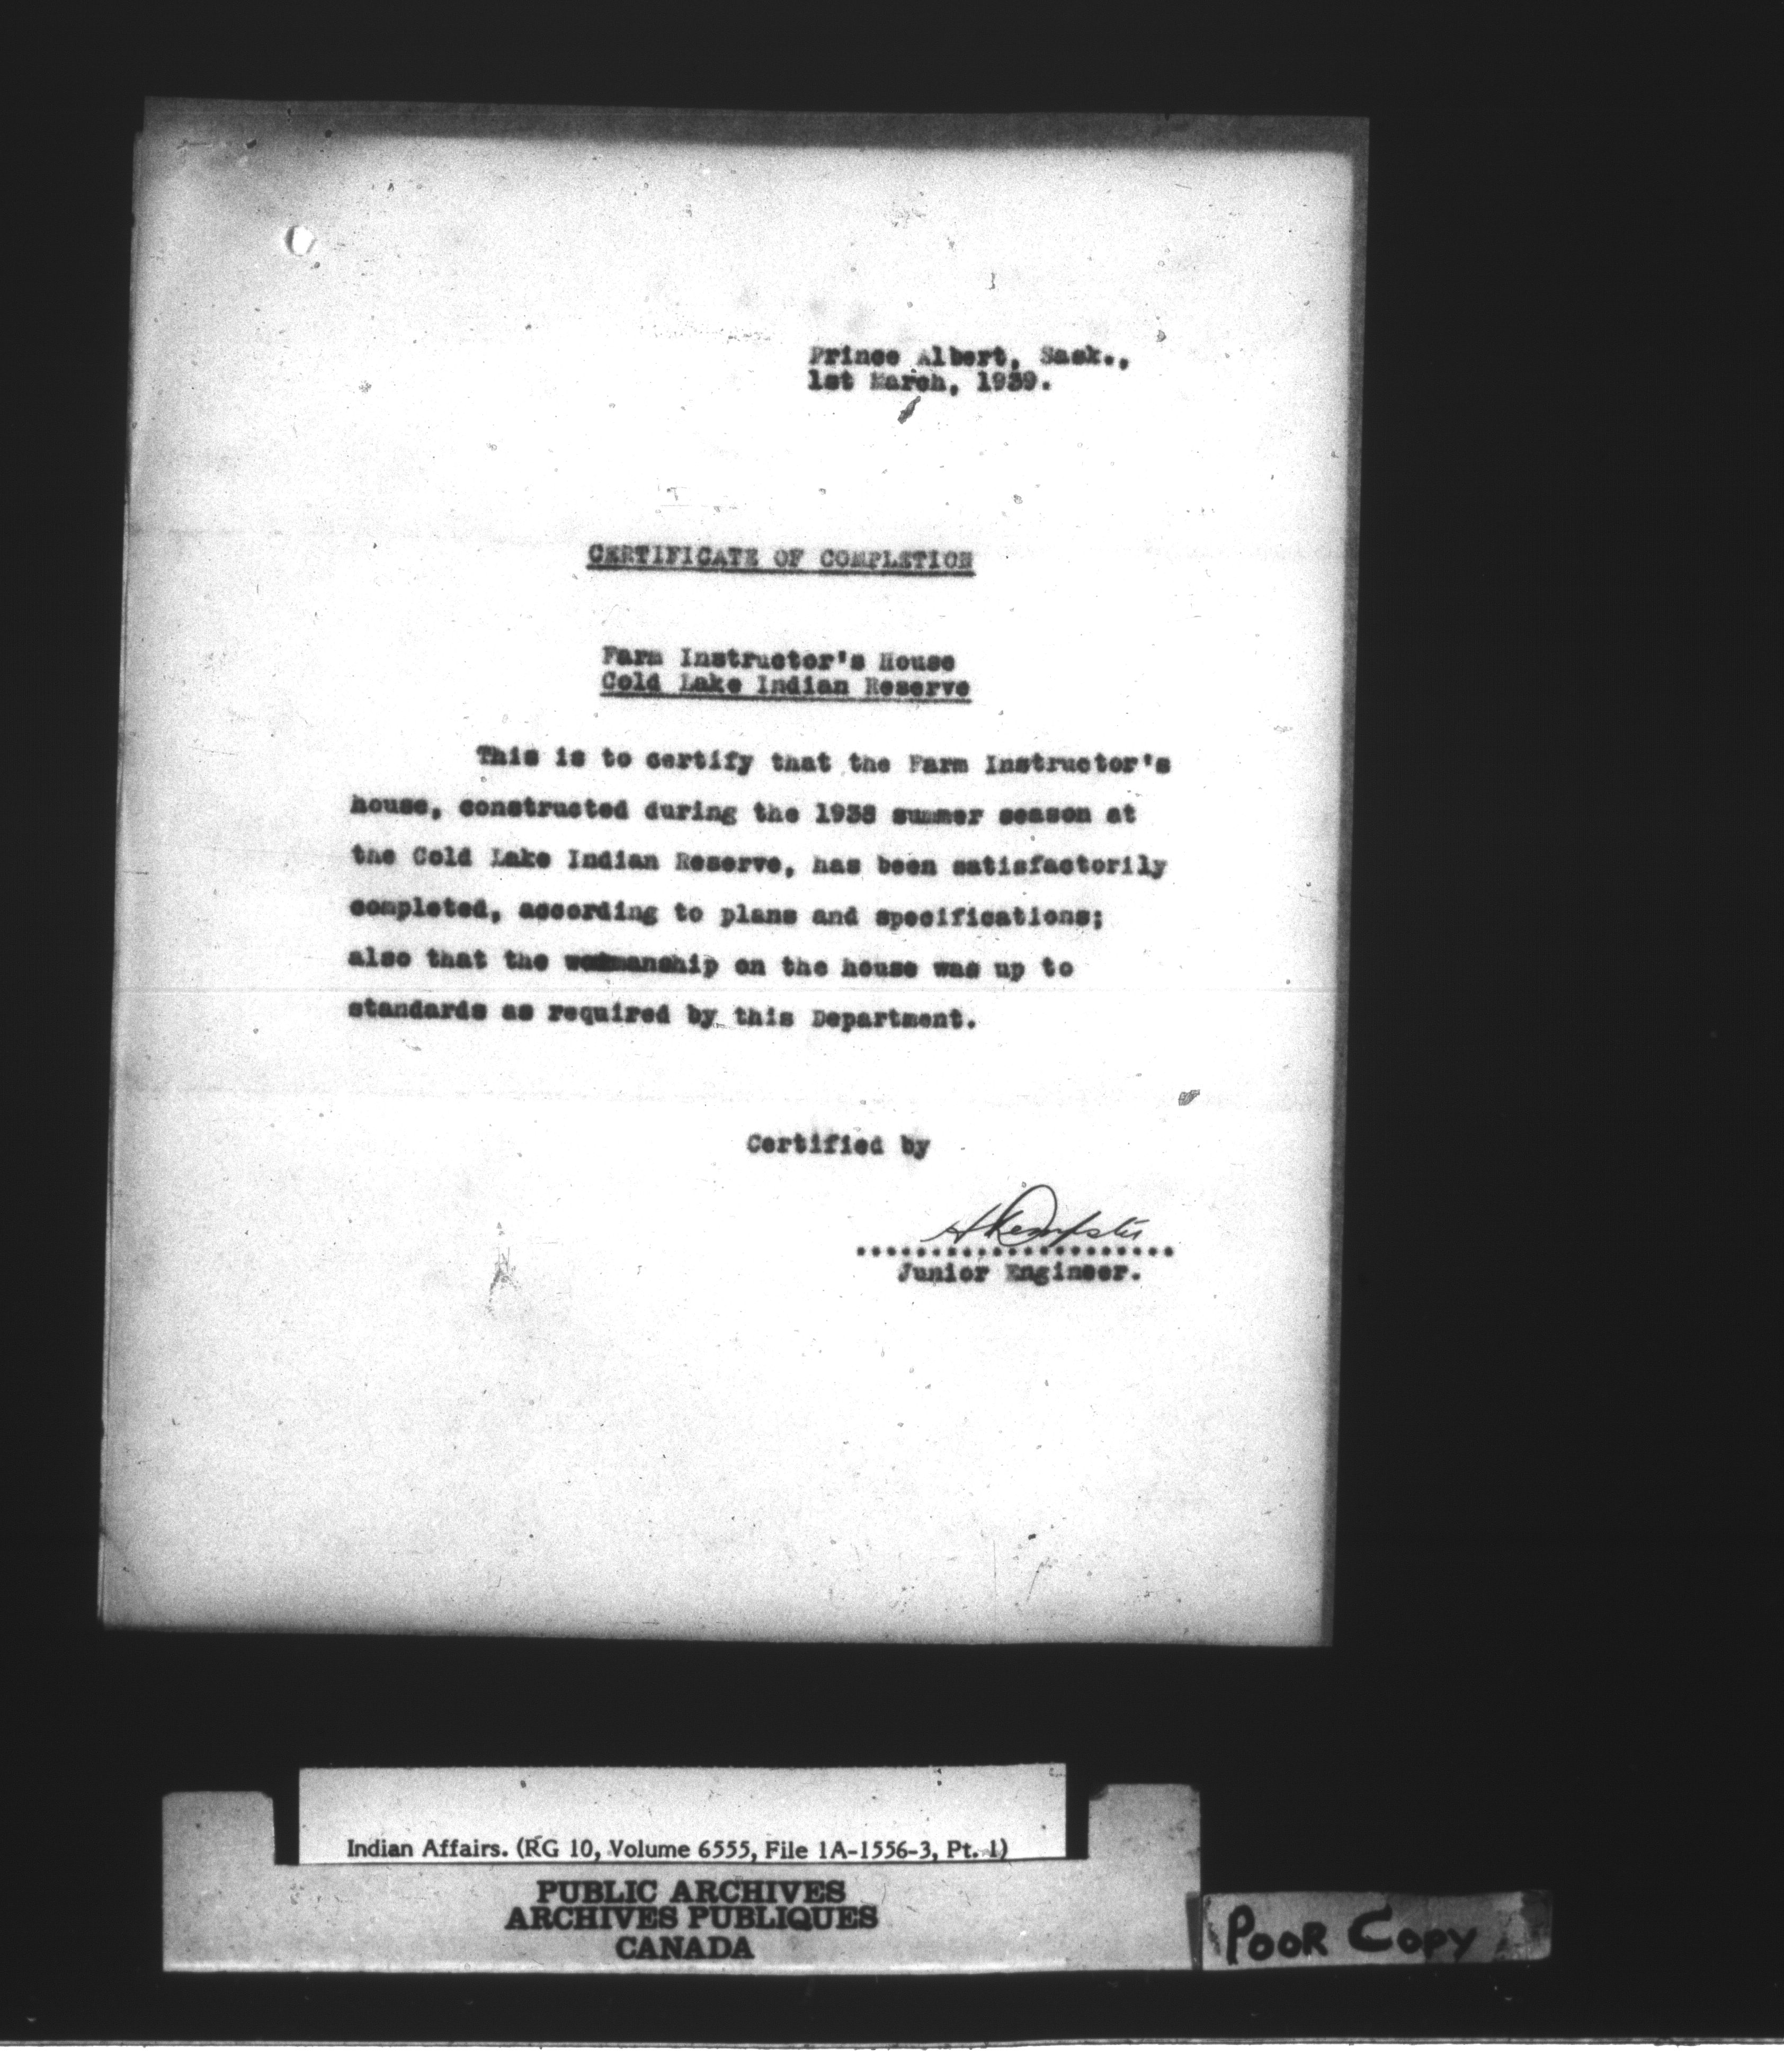 Prince Albert, Sask.,
1st March, 1939.
CERTIFICATE OF COMPLETION
Farm Instructor's House
Cold Lake Indian Reserve
This is to certify that the Farm Instructor's
house, constructed during the 1938 summer season at
the Cold Lake Indian Reserve, has been satisfactorily
completed, according to plans and specifications;
also that the workmanship on the house was up to
standards as required by this Department.
Certified by
Junior Engineer.
Indian Affairs. (RG 10, Volume 6555, File 1A-1556-3, Pt. 1)
PUBLIC ARCHIVES
ARCHIVES PUBLIQUES
CANADA
POOR COPY